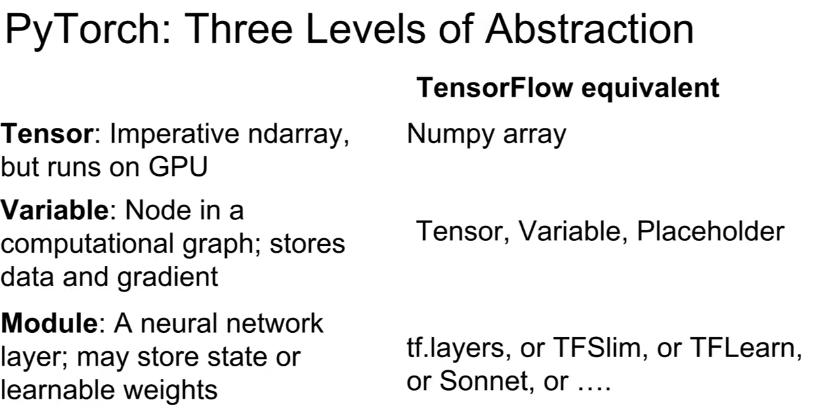 PyTorch: Three Levels of Abstraction
TensorFlow equivalent
Tensor: Imperative ndarray,
but runs on GPU
Numpy array
Variable: Node in a
computational graph; stores
data and gradient
Tensor, Variable, Placeholder
Module: A neural network
layer; may store state or
learnable weights
tf.layers, or TFSlim, or TFLearn,
or Sonnet, or ….